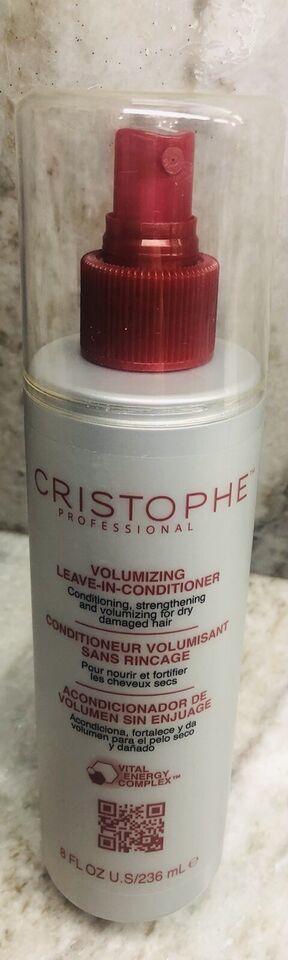 CRISTOPHE™
PROFESSIONAL
VOLUMIZING
LEAVE-IN-CONDITIONER
Conditioning, strengthening
and volumizing for dry
damaged hair
CONDITIONEUR VOLUMISANT
SANS RINCAGE
Pour nourir et fortifier
les cheveux secs
ACONDICIONADOR DE
VOLUMEN SIN ENJUAGE
Acondiciona, fortalece y da
volumen para el pelo seco
y dañado
VITAL
ENERGY
COMPLEX™
8 FL OZ U.S/236 mL ℮